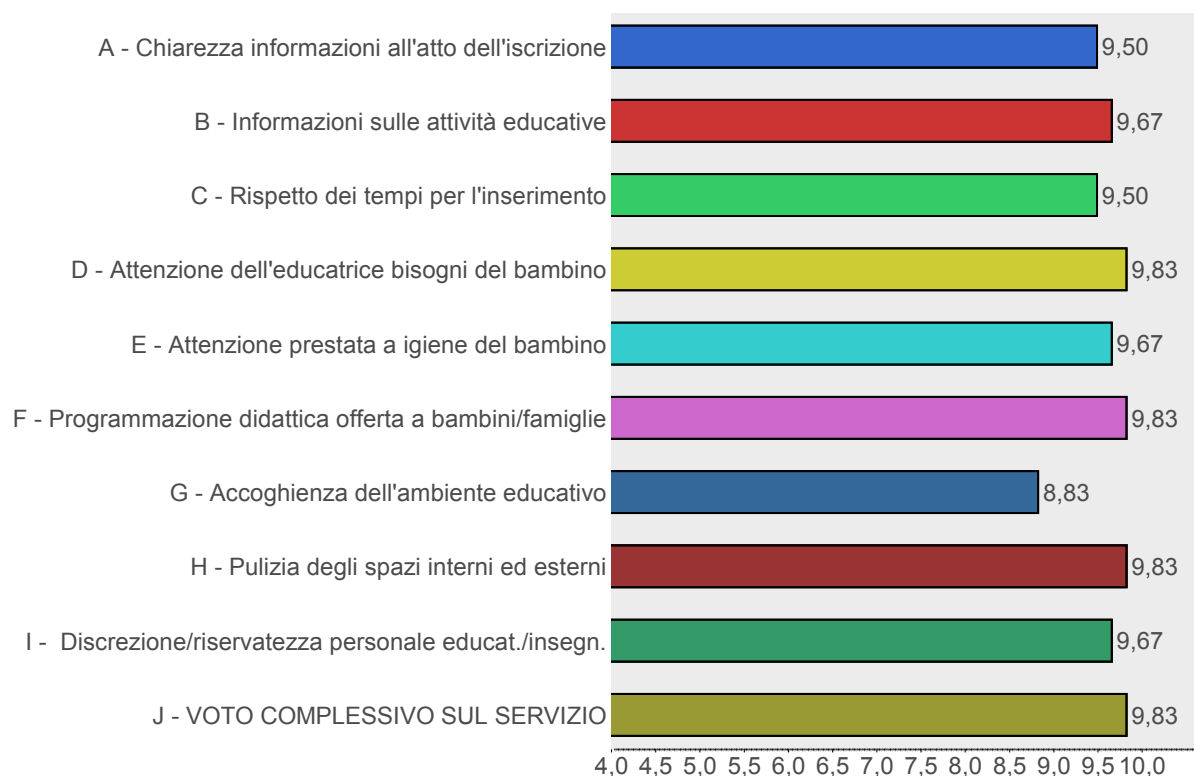 A - Chiarezza informazioni all'atto dell'iscrizione 9,50
B - Informazioni sulle attività educative 9,67
C - Rispetto dei tempi per l'inserimento 9,50
D - Attenzione dell'educatrice bisogni del bambino 9,83
E - Attenzione prestata a igiene del bambino 9,67
F - Programmazione didattica offerta a bambini/famiglie 9,83
G - Accoghienza dell'ambiente educativo 8,83
H - Pulizia degli spazi interni ed esterni 9,83
I -  Discrezione/riservatezza personale educat./insegn. 9,67
J - VOTO COMPLESSIVO SUL SERVIZIO 9,83
4,0 4,5 5,0 5,5 6,0 6,5 7,0 7,5 8,0 8,5 9,0 9,5 10,0